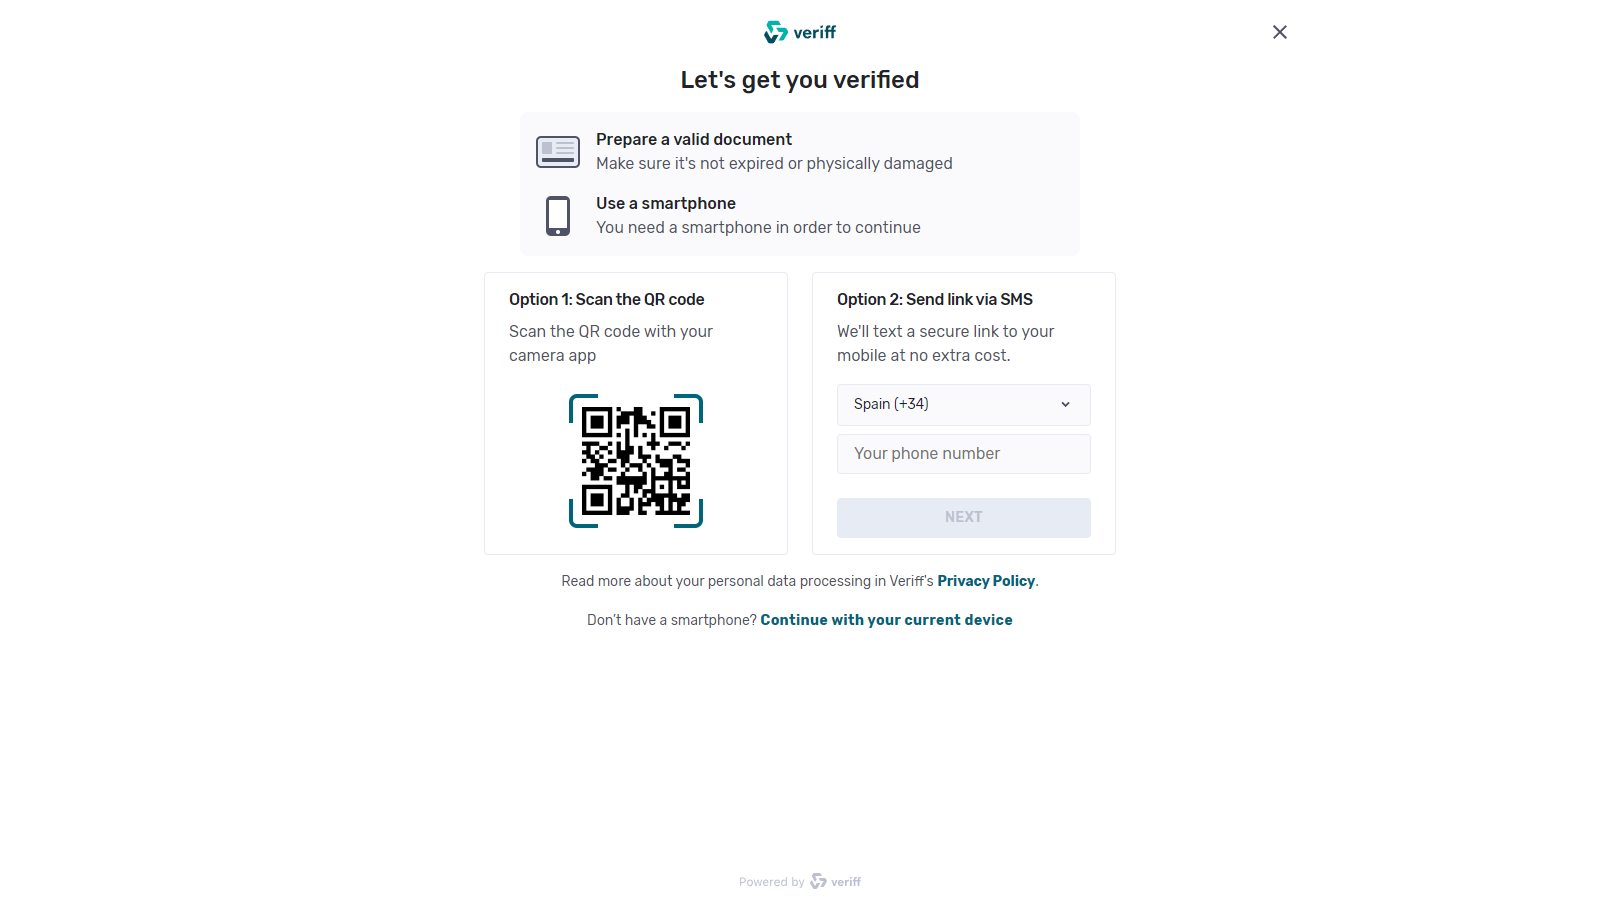 veriff
Let's get you verified
Prepare a valid document
Make sure it's not expired or physically damaged
Use a smartphone
You need a smartphone in order to continue
Option 1: Scan the QR code
Scan the QR code with your
camera app
Option 2: Send link via SMS
We'll text a secure link to your
mobile at no extra cost.
Spain (+34)
Your phone number
NEXT
Read more about your personal data processing in Veriff's Privacy Policy.
Don't have a smartphone? Continue with your current device
Powered by veriff